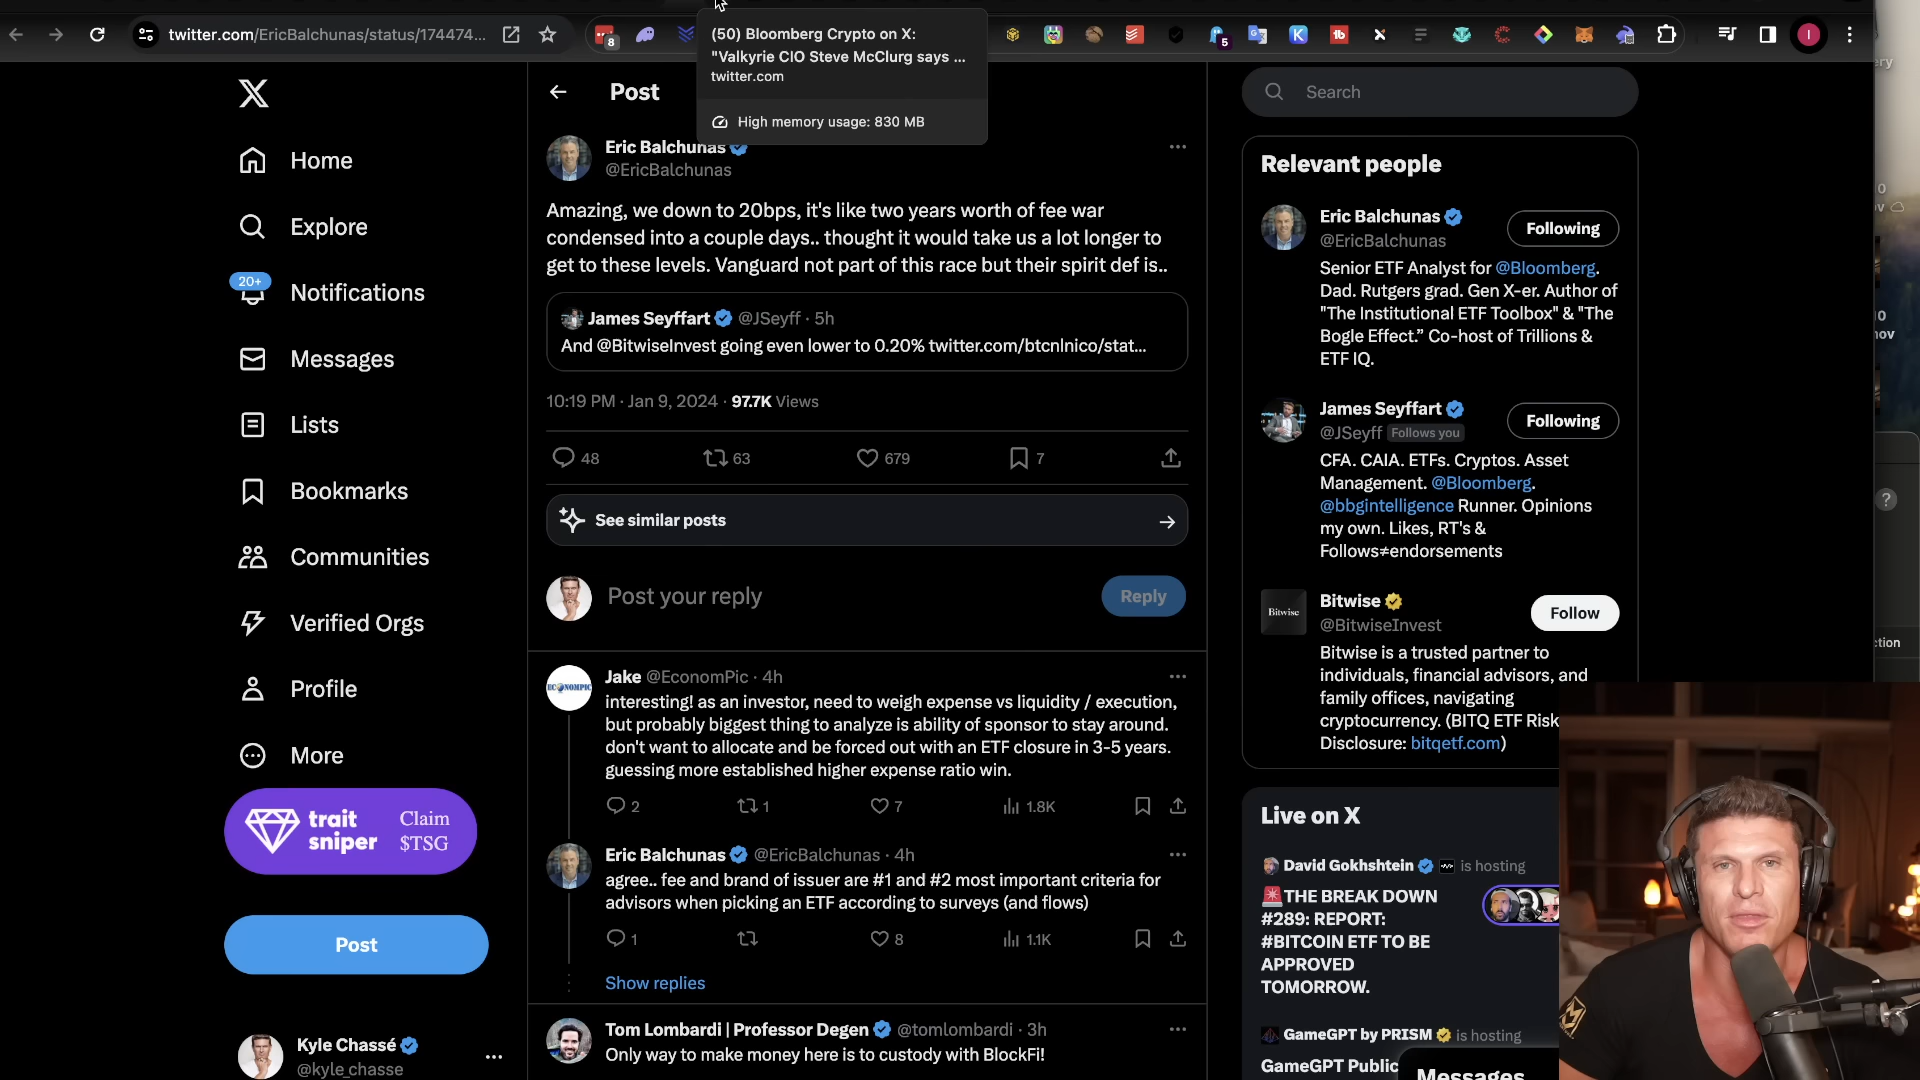 twitter.com/EricBalchunas/status/174474...
8
5
1b
K
I
(50) Bloomberg Crypto on X:
"Valkyrie CIO Steve McClurg says ...
twitter.com
High memory usage: 830 MB
Home
Explore
20+
Notifications
Messages
Lists
Bookmarks
Communities
Verified Orgs
Profile
More
trait sniper
Claim $TSG
Post
Kyle Chassé
@kyle_chasse
Post
Eric Balchunas
@EricBalchunas
Amazing, we down to 20bps, it's like two years worth of fee war
condensed into a couple days.. thought it would take us a lot longer to
get to these levels. Vanguard not part of this race but their spirit def is..
James Seyffart @JSeyff · 5h
And @BitwiseInvest going even lower to 0.20% twitter.com/btcnlnico/stat...
10:19 PM · Jan 9, 2024 · 97.7K Views
48 63 679 7
See similar posts
Post your reply
Reply
ECONOMPIC
Jake @EconomPic · 4h
interesting! as an investor, need to weigh expense vs liquidity / execution,
but probably biggest thing to analyze is ability of sponsor to stay around.
don't want to allocate and be forced out with an ETF closure in 3-5 years.
guessing more established higher expense ratio win.
2 1 7 1.8K
Eric Balchunas @EricBalchunas · 4h
agree.. fee and brand of issuer are #1 and #2 most important criteria for
advisors when picking an ETF according to surveys (and flows)
1 8 1.1K
Show replies
Tom Lombardi | Professor Degen @tomlombardi · 3h
Only way to make money here is to custody with BlockFi!
Search
Relevant people
Eric Balchunas
@EricBalchunas
Following
Senior ETF Analyst for @Bloomberg.
Dad. Rutgers grad. Gen X-er. Author of
"The Institutional ETF Toolbox" & "The
Bogle Effect." Co-host of Trillions &
ETF IQ.
James Seyffart
@JSeyff Follows you
Following
CFA. CAIA. ETFs. Cryptos. Asset
Management. @Bloomberg.
@bbgintelligence Runner. Opinions
my own. Likes, RT's &
Follows≠endorsements
Bitwise
Bitwise
@BitwiseInvest
Follow
Bitwise is a trusted partner to
individuals, financial advisors, and
family offices, navigating
cryptocurrency. (BITQ ETF Risk
Disclosure: bitqetf.com)
Live on X
David Gokhshtein is hosting
THE BREAK DOWN
#289: REPORT:
#BITCOIN ETF TO BE
APPROVED
TOMORROW.
GameGPT by PRISM is hosting
GameGPT Public
Messages
?